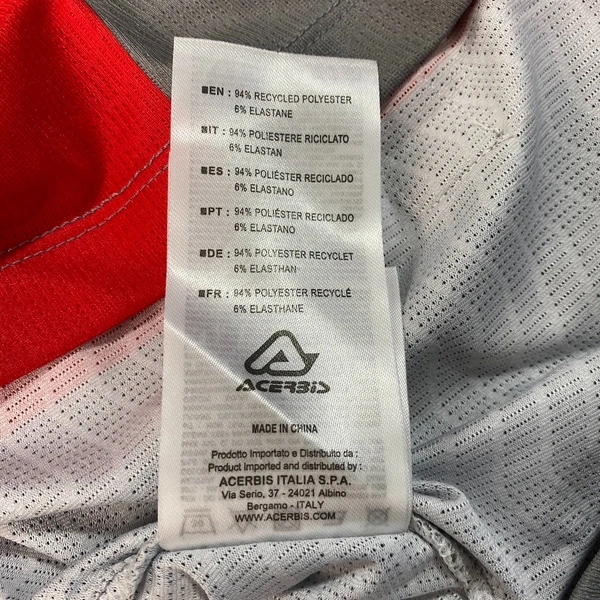 EN : 94% RECYCLED POLYESTER
6% ELASTANE
IT : 94% POLIESTERE RICICLATO
6% ELASTAN
ES : 94% POLIÉSTER RECICLADO
6% ELASTANO
PT : 94% POLIÉSTER RECICLADO
6% ELASTANO
DE : 94% POLYESTER RECYCLET
6% ELASTHAN
FR : 94% POLYESTER RECYCLÉ
6% ELASTHANE
ACERBIS
MADE IN CHINA
Prodotto Importato e Distribuito da :
Product Imported and distributed by :
ACERBIS ITALIA S.P.A.
Via Serio, 37 - 24021 Albino
Bergamo - ITALY
WWW.ACERBIS.COM